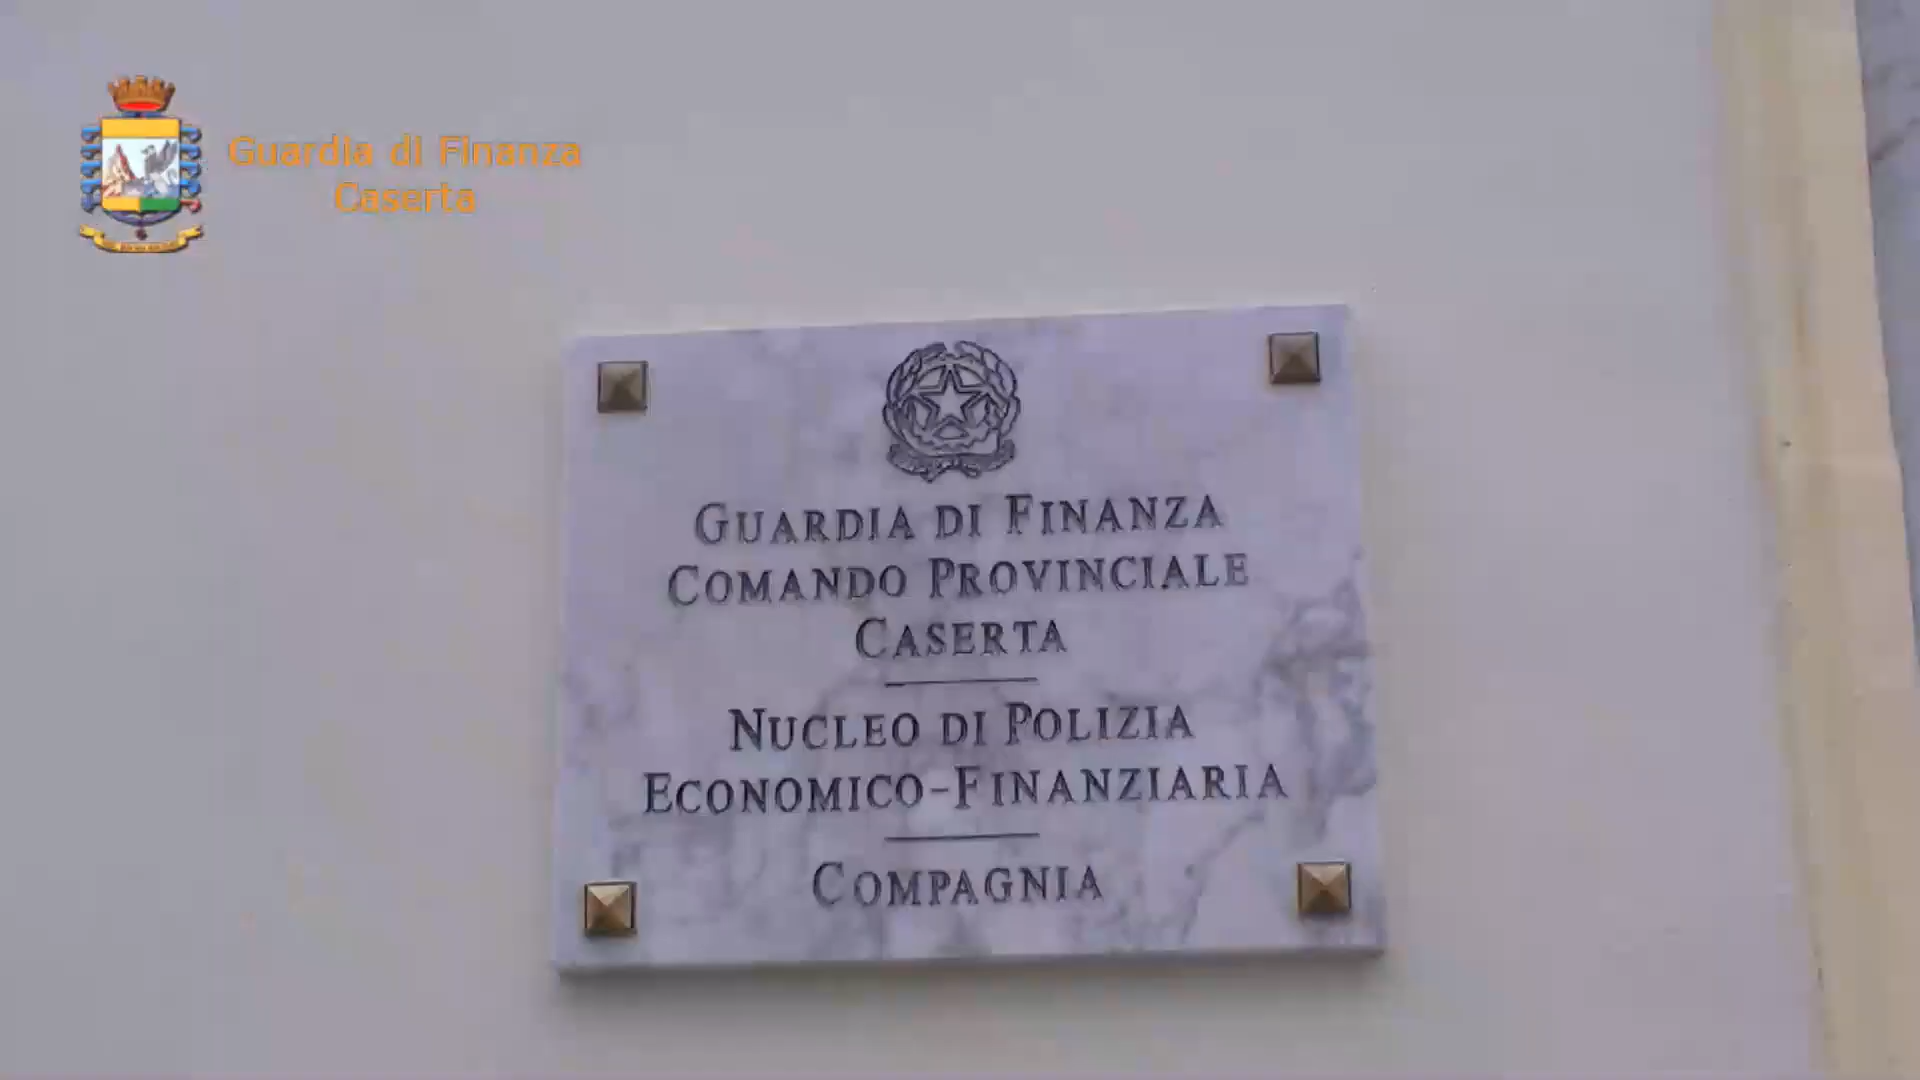 Guardia di Finanza
Caserta
GUARDIA DI FINANZA
COMANDO PROVINCIALE
CASERTA
NUCLEO DI POLIZIA
ECONOMICO-FINANZIARIA
COMPAGNIA